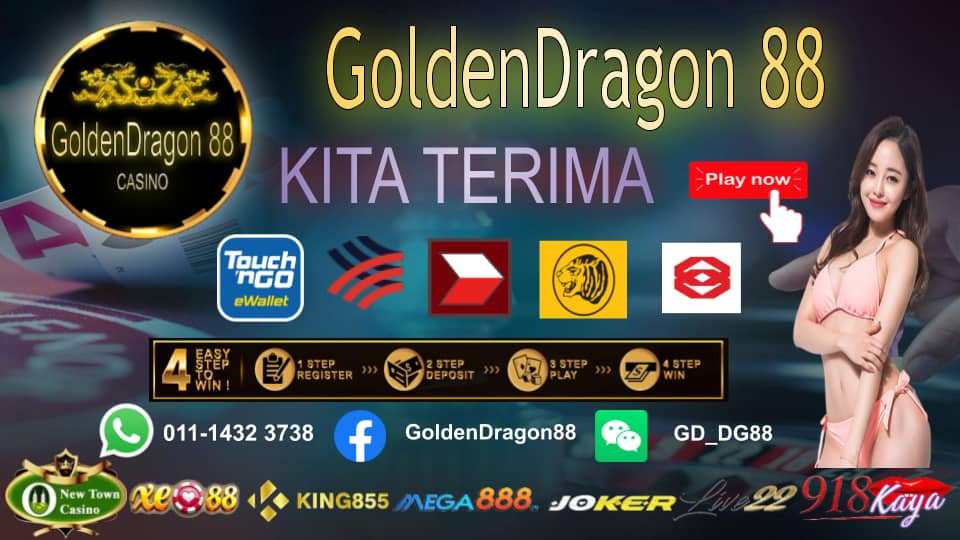 GoldenDragon 88
GoldenDragon 88
CASINO
KITA TERIMA
Play now
Touch
'nGO
eWallet
4 EASY STEP TO WIN !
1 STEP REGISTER
>>>
2 STEP DEPOSIT
>>>
3 STEP PLAY
>>>
4 STEP WIN
011-1432 3738
GoldenDragon88
GD_DG88
New Town Casino
xe88
KING855
MEGA888
JOKER
Live22
918Kaya